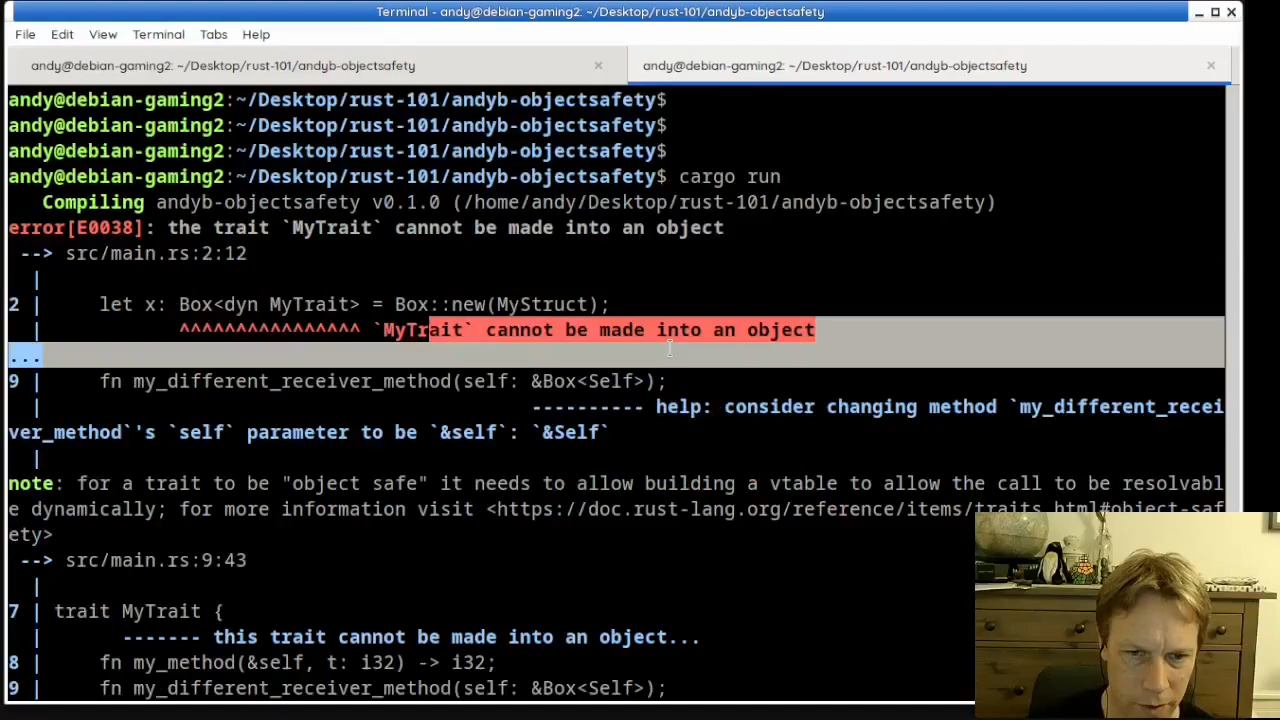 Terminal - andy@debian-gaming2: ~/Desktop/rust-101/andyb-objectsafety
File Edit View Terminal Tabs Help
andy@debian-gaming2: ~/Desktop/rust-101/andyb-objectsafety × andy@debian-gaming2: ~/Desktop/rust-101/andyb-objectsafety ×
andy@debian-gaming2:~/Desktop/rust-101/andyb-objectsafety$
andy@debian-gaming2:~/Desktop/rust-101/andyb-objectsafety$
andy@debian-gaming2:~/Desktop/rust-101/andyb-objectsafety$
andy@debian-gaming2:~/Desktop/rust-101/andyb-objectsafety$ cargo run
   Compiling andyb-objectsafety v0.1.0 (/home/andy/Desktop/rust-101/andyb-objectsafety)
error[E0038]: the trait `MyTrait` cannot be made into an object
 --> src/main.rs:2:12
  |
2 |     let x: Box<dyn MyTrait> = Box::new(MyStruct);
  |            ^^^^^^^^^^^^^^^^ `MyTrait` cannot be made into an object
...
9 |     fn my_different_receiver_method(self: &Box<Self>);
  |                                           ---------- help: consider changing method `my_different_recei
ver_method`'s `self` parameter to be `&self`: `&Self`
  |
note: for a trait to be "object safe" it needs to allow building a vtable to allow the call to be resolvabl
e dynamically; for more information visit <https://doc.rust-lang.org/reference/items/traits.html#object-saf
ety>
 --> src/main.rs:9:43
  |
7 | trait MyTrait {
  |       ------- this trait cannot be made into an object...
8 |     fn my_method(&self, t: i32) -> i32;
9 |     fn my_different_receiver_method(self: &Box<Self>);